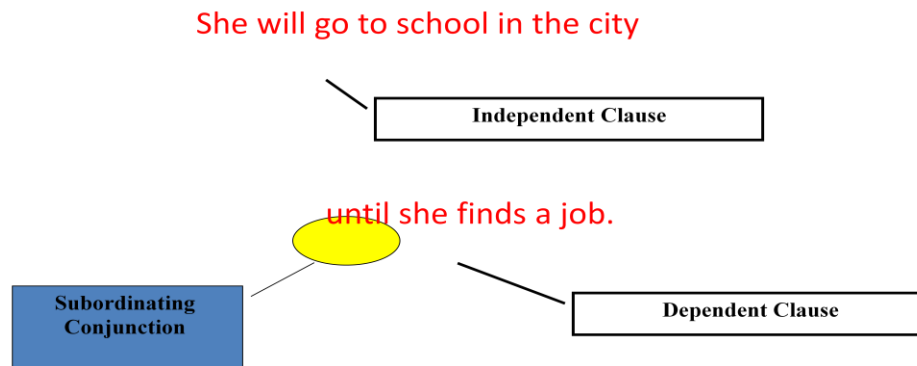 She will go to school in the city
Independent Clause
until she finds a job.
Subordinating
Conjunction
Dependent Clause